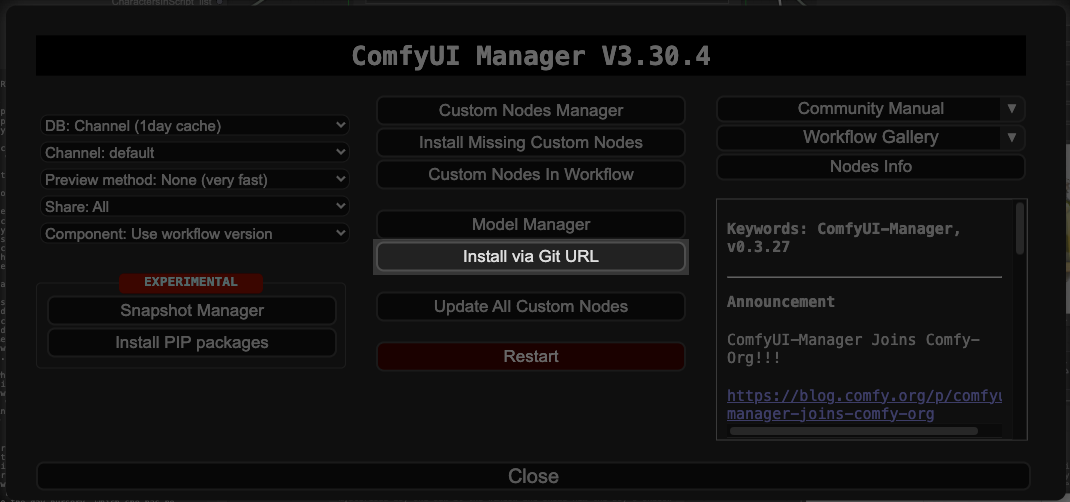 CharactersInScript_list
ComfyUI Manager V3.30.4
DB: Channel (1day cache)
Channel: default
Preview method: None (very fast)
Share: All
Component: Use workflow version
EXPERIMENTAL
Snapshot Manager
Install PIP packages
Custom Nodes Manager
Install Missing Custom Nodes
Custom Nodes In Workflow
Model Manager
Install via Git URL
Update All Custom Nodes
Restart
Community Manual
Workflow Gallery
Nodes Info
Keywords: ComfyUI-Manager,
v0.3.27
Announcement
ComfyUI-Manager Joins Comfy-
Org!!!
https://blog.comfy.org/p/comfyu
manager-joins-comfy-org
Close